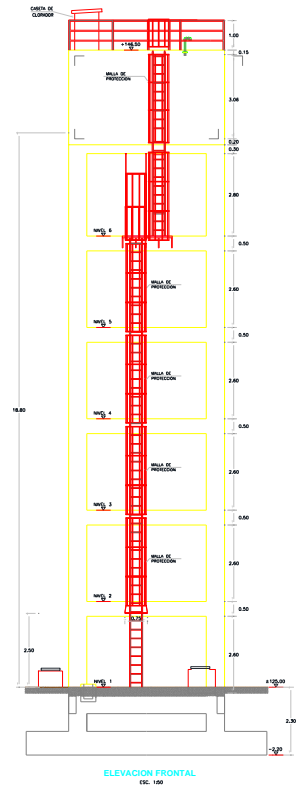 CASETA DE
CLORADOR
1.00
+146.50
0.15
MALLA DE
PROTECCION
3.06
0.20
0.30
2.60
NIVEL 6
0.50
MALLA DE
PROTECCION
2.60
NIVEL 5
0.50
MALLA DE
PROTECCION
2.60
18.80
NIVEL 4
0.50
MALLA DE
PROTECCION
2.60
NIVEL 3
0.50
MALLA DE
PROTECCION
2.60
NIVEL 2
0.50
0.75
2.50
2.60
NIVEL 1
±125.00
2.30
-2.20
ELEVACION FRONTAL
ESC. 1:50